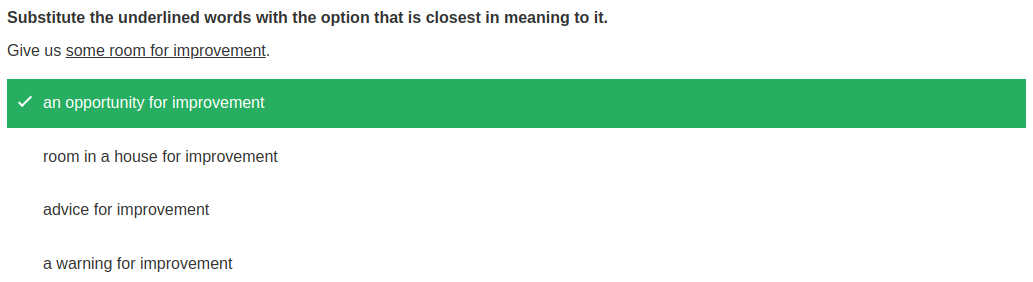 Substitute the underlined words with the option that is closest in meaning to it.
Give us some room for improvement.
an opportunity for improvement
room in a house for improvement
advice for improvement
a warning for improvement